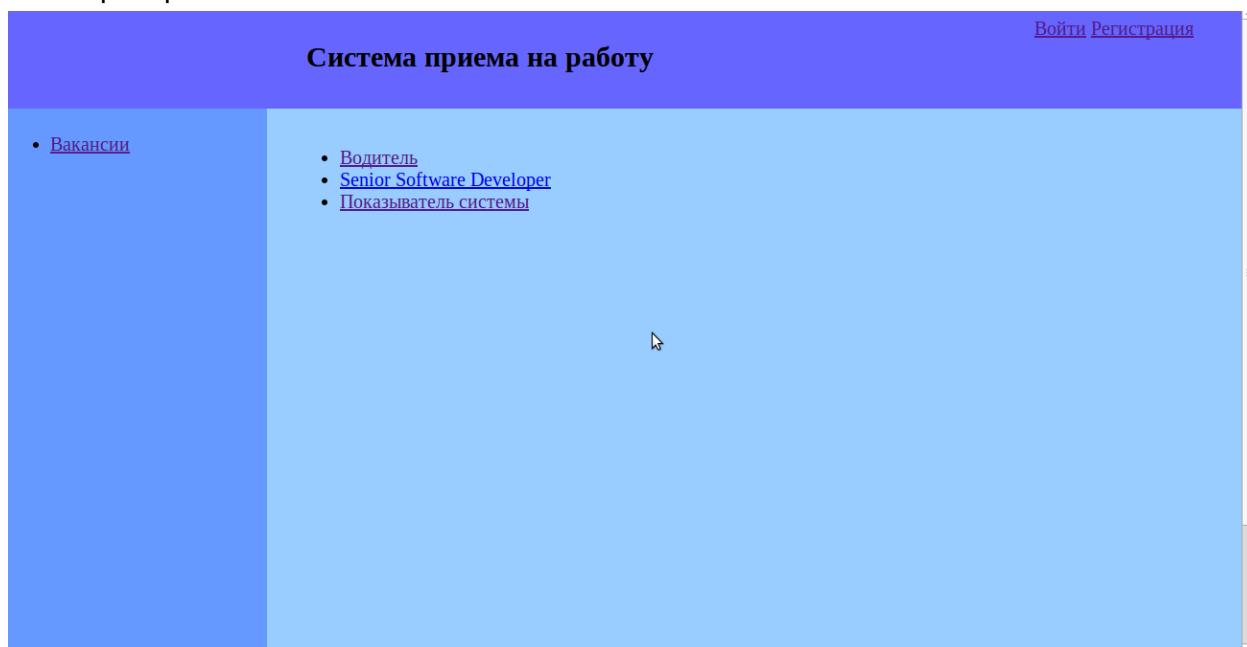 Войти Регистрация
Система приема на работу
Вакансии
Водитель
Senior Software Developer
Показыватель системы